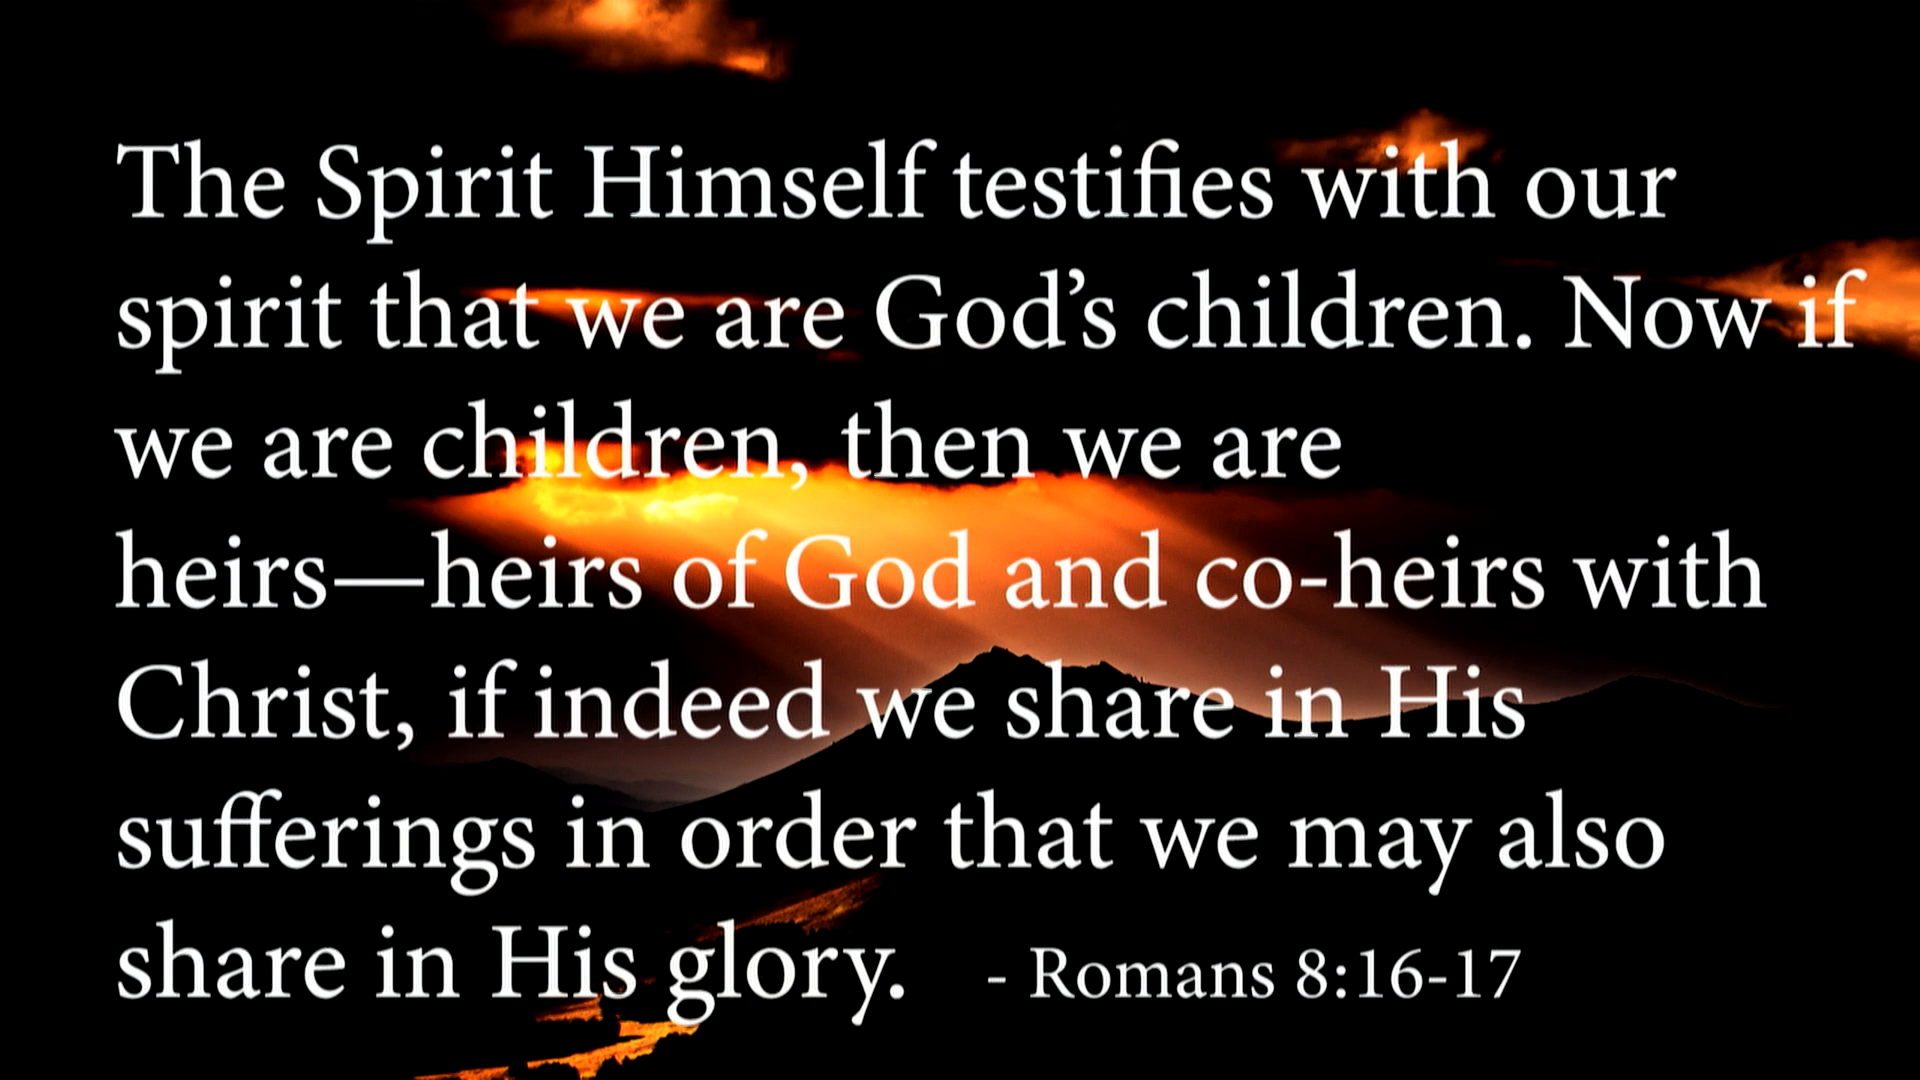 The Spirit Himself testifies with our
spirit that we are God’s children. Now if
we are children, then we are
heirs—heirs of God and co-heirs with
Christ, if indeed we share in His
sufferings in order that we may also
share in His glory. - Romans 8:16-17